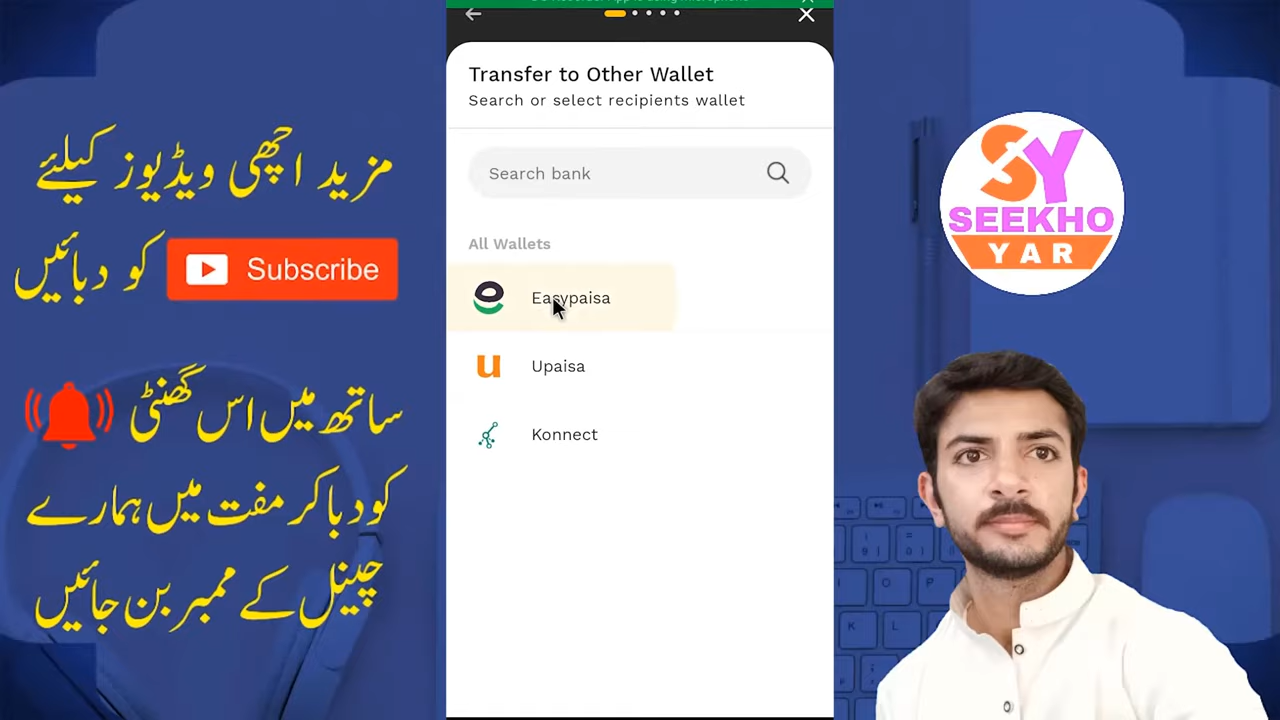 Transfer to Other Wallet
Search or select recipients wallet
Search bank
All Wallets
Easypaisa
Upaisa
Konnect
مزید اچھی ویڈیوز کیلئے
Subscribe کو دبائیں
ساتھ میں اس گھنٹی
کو دبا کر مفت میں ہمارے
چینل کے ممبر بن جائیں
SY
SEEKHO
YAR